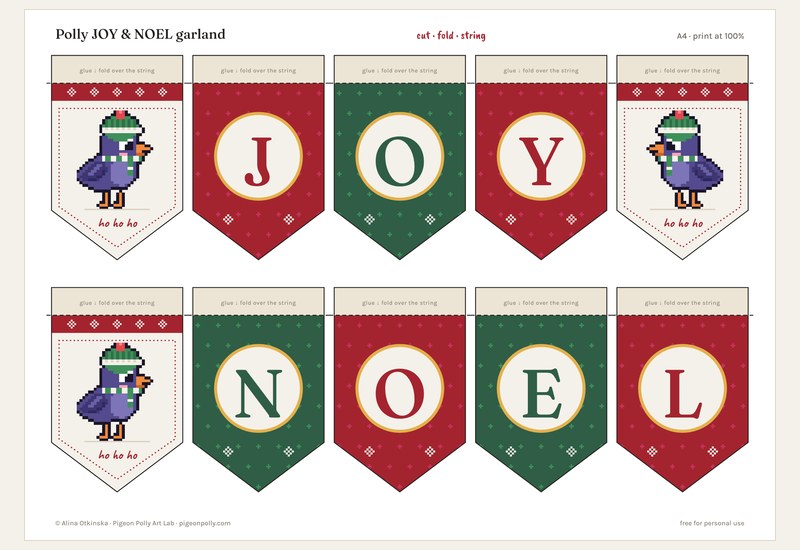 Polly JOY & NOEL garland
cut · fold · string
A4 · print at 100%
glue ↓ fold over the string
glue ↓ fold over the string
glue ↓ fold over the string
glue ↓ fold over the string
glue ↓ fold over the string
J
O
Y
ho ho ho
ho ho ho
glue ↓ fold over the string
glue ↓ fold over the string
glue ↓ fold over the string
glue ↓ fold over the string
glue ↓ fold over the string
N
O
E
L
ho ho ho
© Alina Otkinska · Pigeon Polly Art Lab · pigeonpolly.com
free for personal use